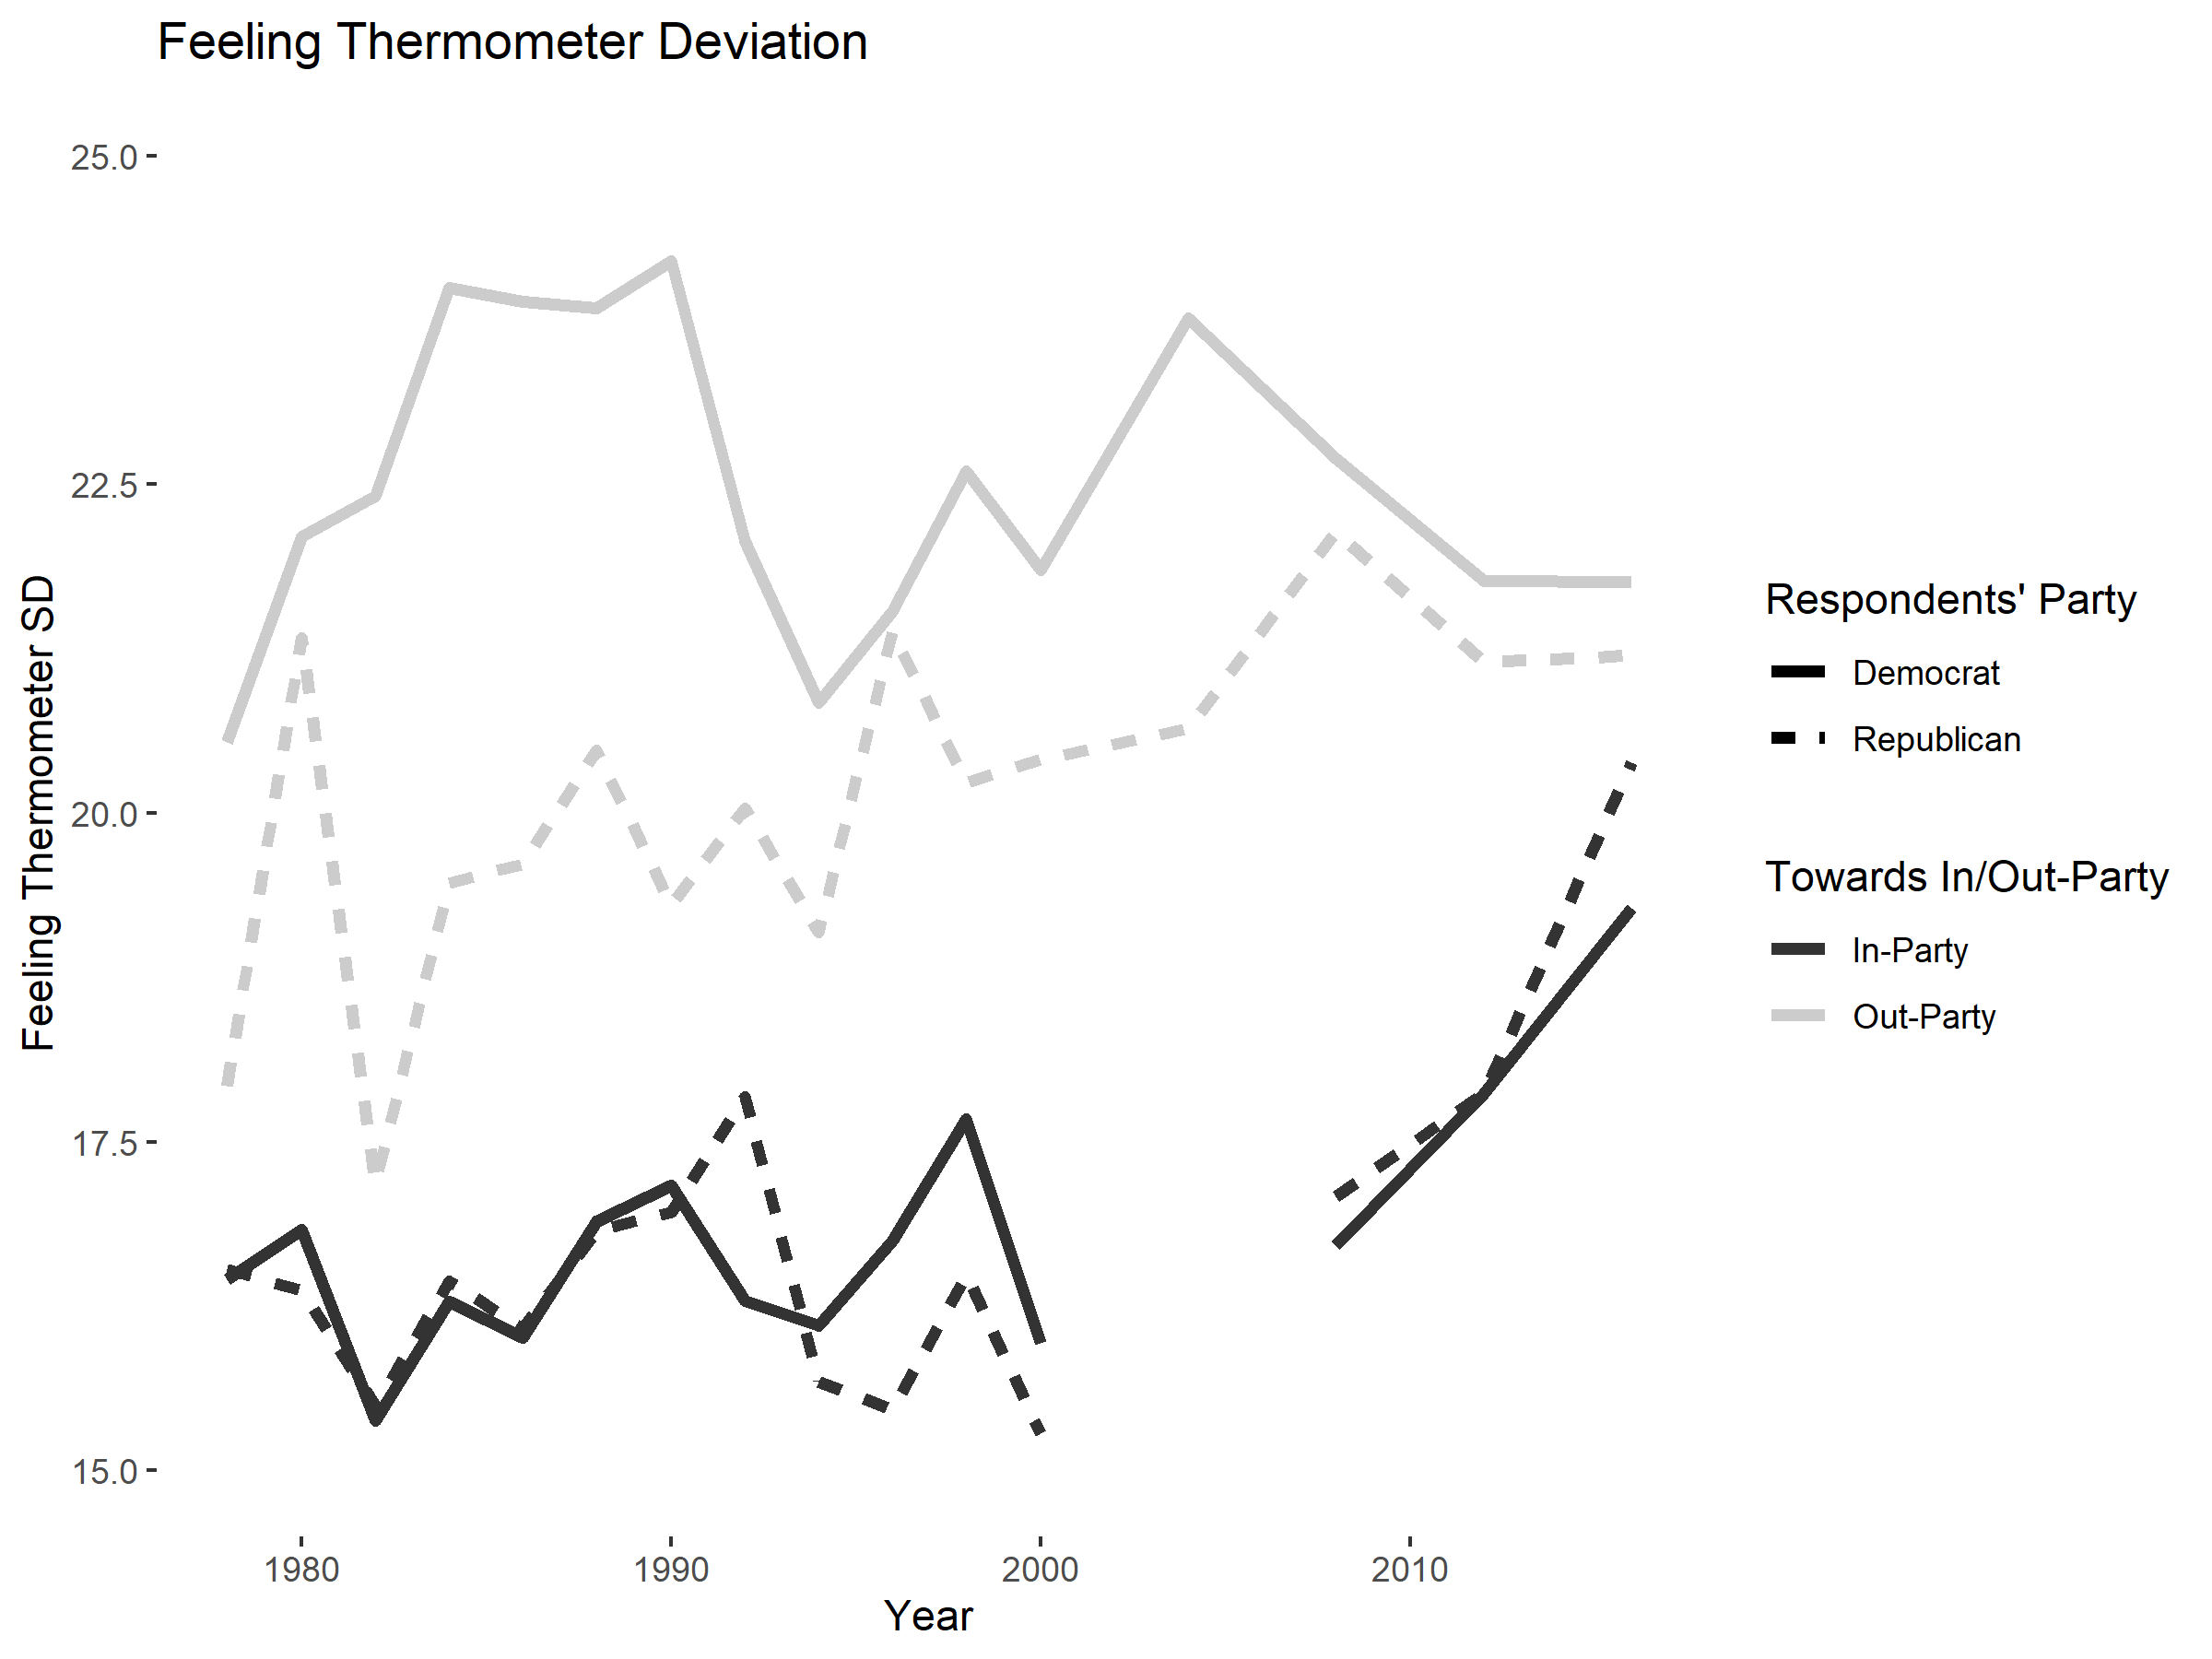 Feeling Thermometer Deviation
25.0
22.5
20.0
17.5
15.0
Feeling Thermometer SD
1980
1990
2000
2010
Year
Respondents' Party
Democrat
Republican
Towards In/Out-Party
In-Party
Out-Party